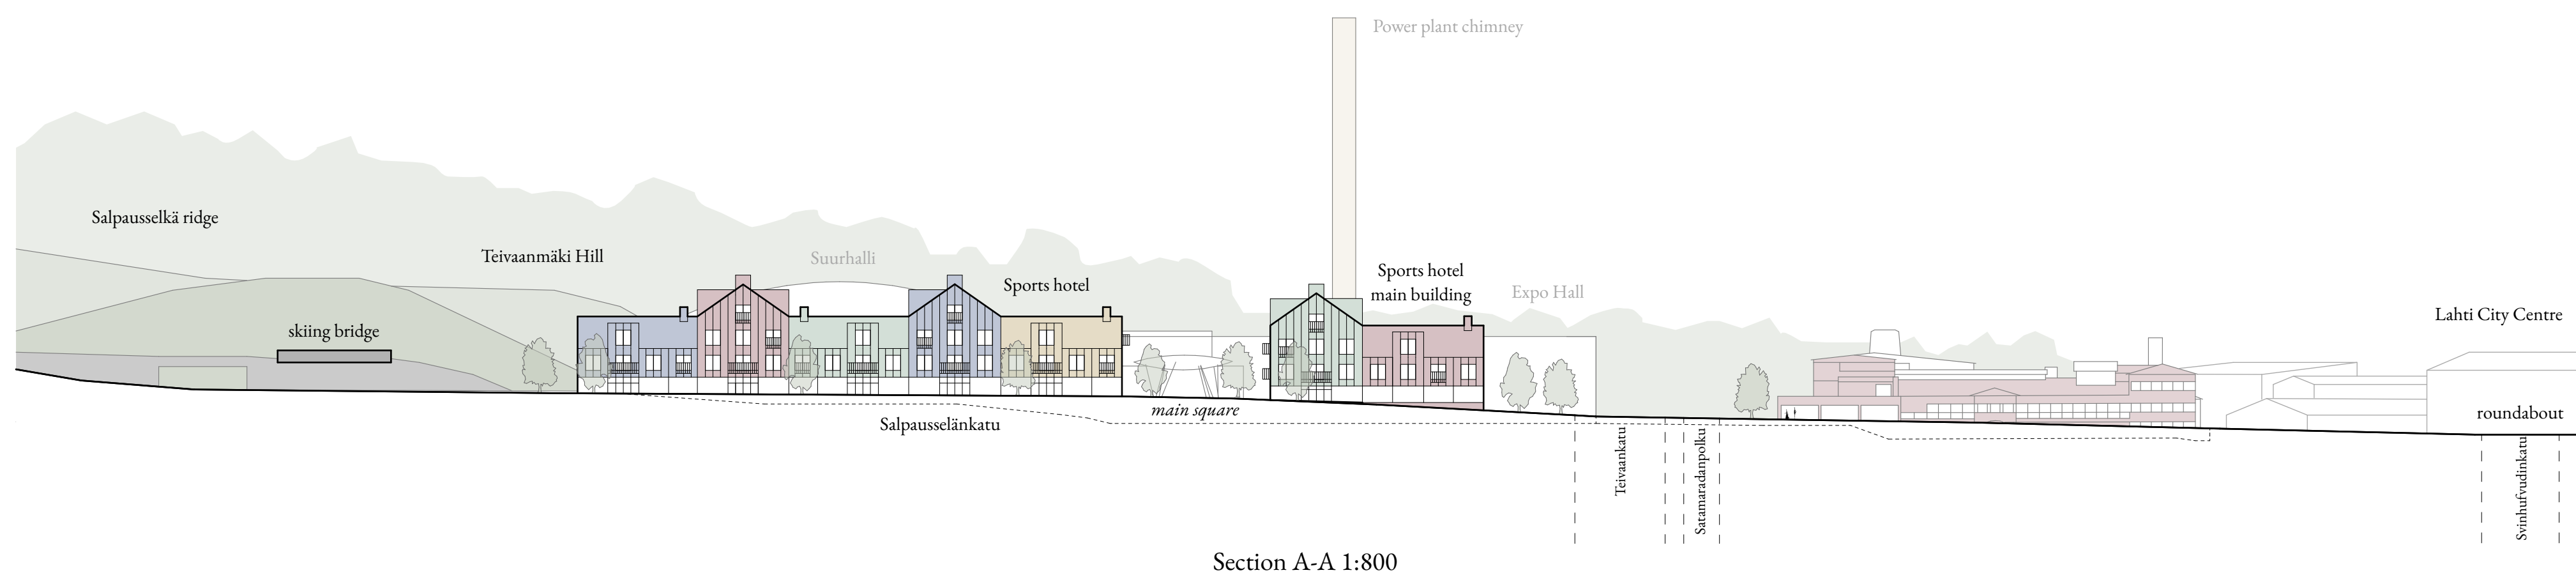 Power plant chimney
Salpausselkä ridge
Teivaanmäki Hill
Suurhalli
Sports hotel
Sports hotel
main building
Expo Hall
Lahti City Centre
skiing bridge
main square
roundabout
Salpausselänkatu
Teivaankatu
Satamaradanpolku
Svinhufvudinkatu
Section A-A 1:800